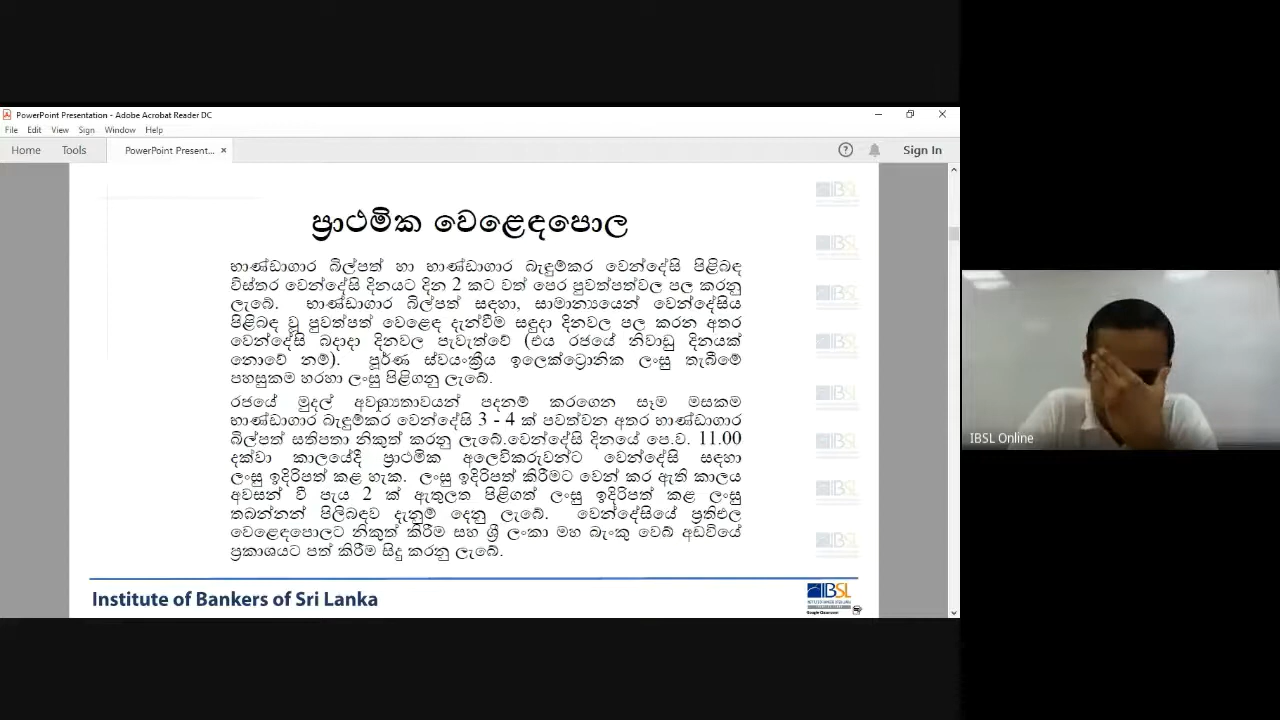 PowerPoint Presentation - Adobe Acrobat Reader DC
File Edit View Sign Window Help
Home Tools PowerPoint Present... × Sign In
ප්‍රාථමික වෙළෙඳපොල
භාණ්ඩාගාර බිල්පත් හා භාණ්ඩාගාර බැඳුම්කර වෙන්දේසි පිළිබඳ
විස්තර වෙන්දේසි දිනයට දින 2 කට වත් පෙර පුවත්පත්වල පල කරනු
ලැබේ. භාණ්ඩාගාර බිල්පත් සඳහා, සාමාන්‍යයෙන් වෙන්දේසිය
පිළිබඳ වූ පුවත්පත් වෙළෙඳ දැන්වීම සඳුදා දිනවල පල කරන අතර
වෙන්දේසි බදාදා දිනවල පැවැත්වේ (එය රජයේ නිවාඩු දිනයක්
නොවේ නම්). පූර්ණ ස්වයංක්‍රීය ඉලෙක්ට්‍රොනික ලංසු තැබීමේ
පහසුකම හරහා ලංසු පිළිගනු ලැබේ.
රජයේ මුදල් අවශ්‍යතාවයන් පදනම් කරගෙන සෑම මසකම
භාණ්ඩාගාර බැඳුම්කර වෙන්දේසි 3 - 4 ක් පවත්වන අතර භාණ්ඩාගාර
බිල්පත් සතිපතා නිකුත් කරනු ලැබේ.වෙන්දේසි දිනයේ පෙ.ව. 11.00
දක්වා කාලයේදී ප්‍රාථමික අලෙවිකරුවන්ට වෙන්දේසි සඳහා
ලංසු ඉදිරිපත් කළ හැක. ලංසු ඉදිරිපත් කිරීමට වෙන් කර ඇති කාලය
අවසන් වී පැය 2 ක් ඇතුලත පිළිගත් ලංසු ඉදිරිපත් කළ ලංසු
තබන්නන් පිලිබඳව දැනුම් දෙනු ලැබේ. වෙන්දේසියේ ප්‍රතිඵල
වෙළෙඳපොලට නිකුත් කිරීම සහ ශ්‍රී ලංකා මහ බැංකු වෙබ් අඩවියේ
ප්‍රකාශයට පත් කිරීම සිදු කරනු ලැබේ.
Institute of Bankers of Sri Lanka
IBSL
IBSL Online